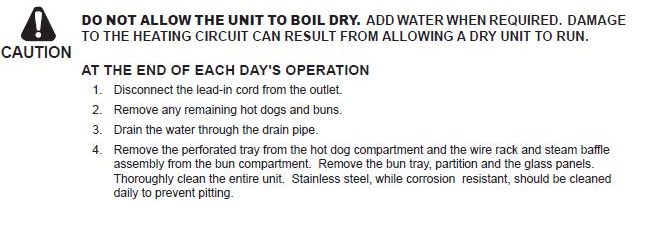 DO NOT ALLOW THE UNIT TO BOIL DRY. ADD WATER WHEN REQUIRED. DAMAGE
TO THE HEATING CIRCUIT CAN RESULT FROM ALLOWING A DRY UNIT TO RUN.
CAUTION
AT THE END OF EACH DAY'S OPERATION
1. Disconnect the lead-in cord from the outlet.
2. Remove any remaining hot dogs and buns.
3. Drain the water through the drain pipe.
4. Remove the perforated tray from the hot dog compartment and the wire rack and steam baffle
assembly from the bun compartment. Remove the bun tray, partition and the glass panels.
Thoroughly clean the entire unit. Stainless steel, while corrosion resistant, should be cleaned
daily to prevent pitting.